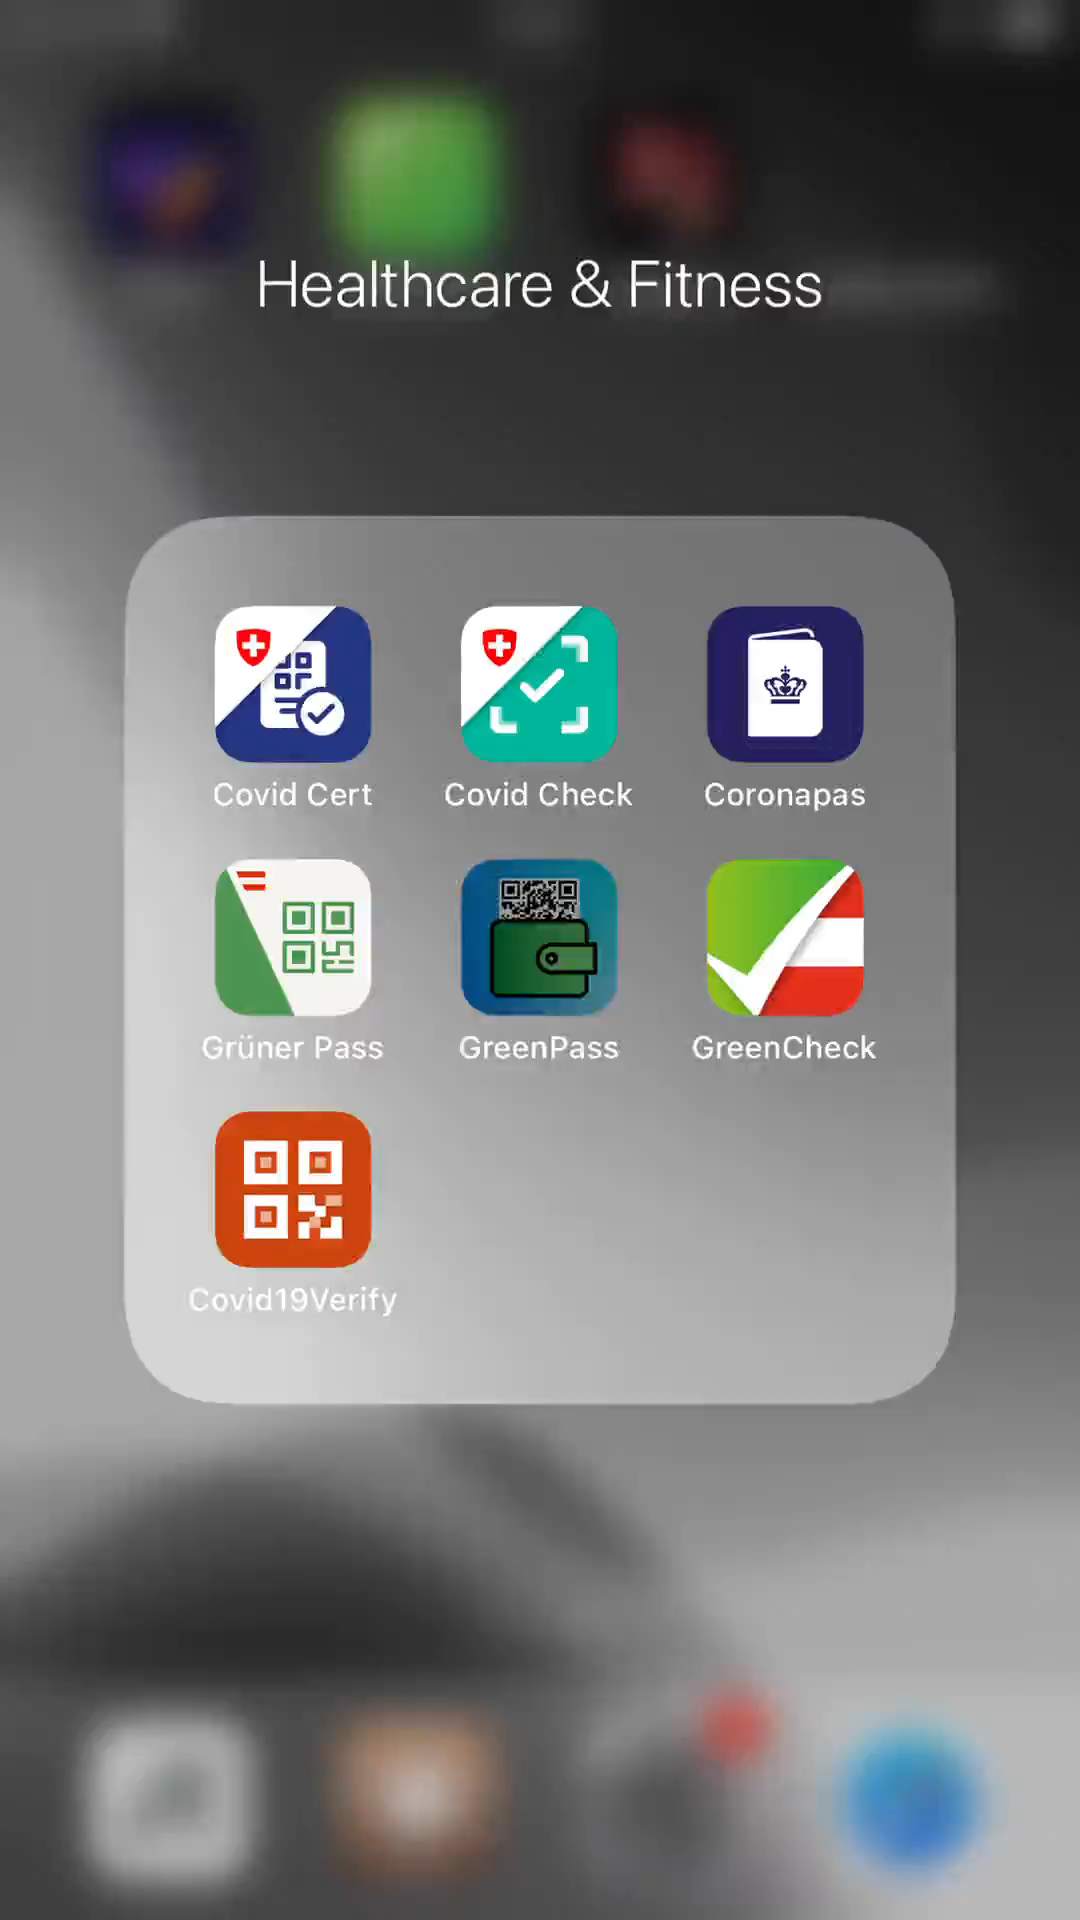 Healthcare & Fitness
Covid Cert
Covid Check
Coronapas
Grüner Pass
GreenPass
GreenCheck
Covid19Verify